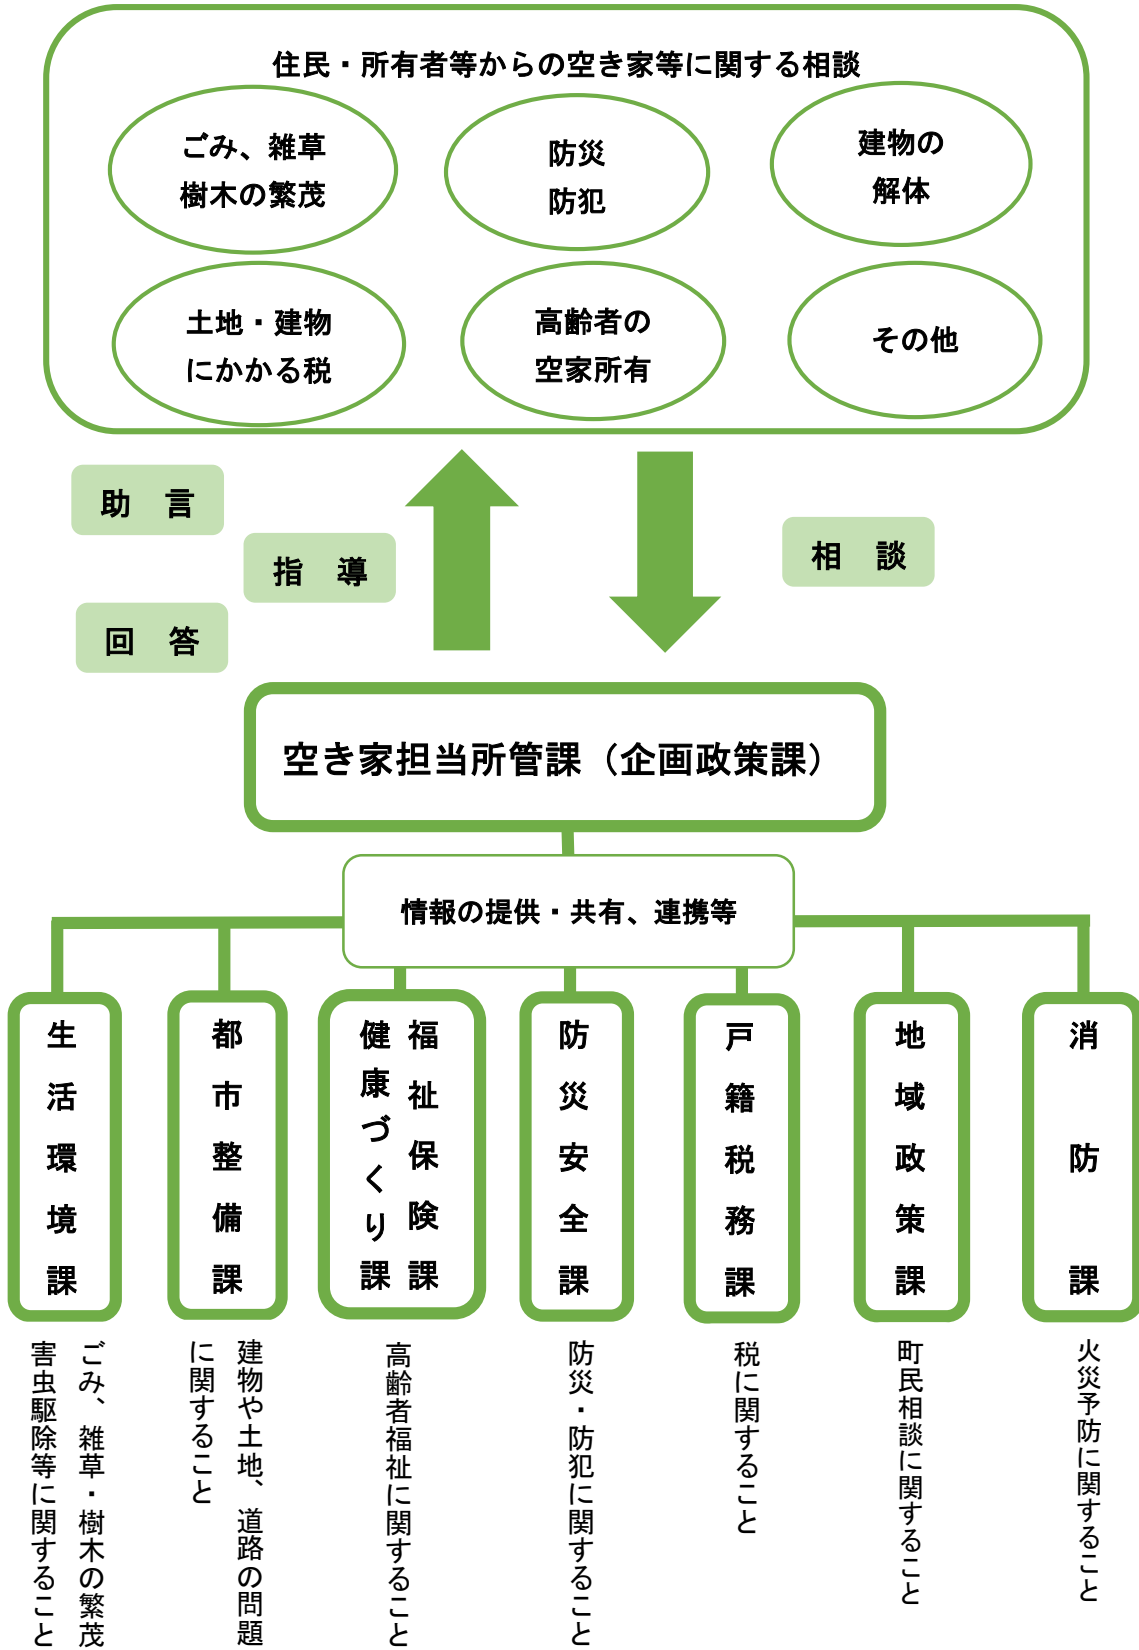 住民・所有者等からの空き家等に関する相談
ごみ、雑草
樹木の繁茂
防災
防犯
建物の
解体
土地・建物
にかかる税
高齢者の
空家所有
その他
助　言
指　導
回　答
相　談
空き家担当所管課（企画政策課）
情報の提供・共有、連携等
生活環境課
都市整備課
福祉保険課
健康づくり課
防災安全課
戸籍税務課
地域政策課
消防課
ごみ、雑草・樹木の繁茂
害虫駆除等に関すること
建物や土地、道路の問題
に関すること
高齢者福祉に関すること
防災・防犯に関すること
税に関すること
町民相談に関すること
火災予防に関すること